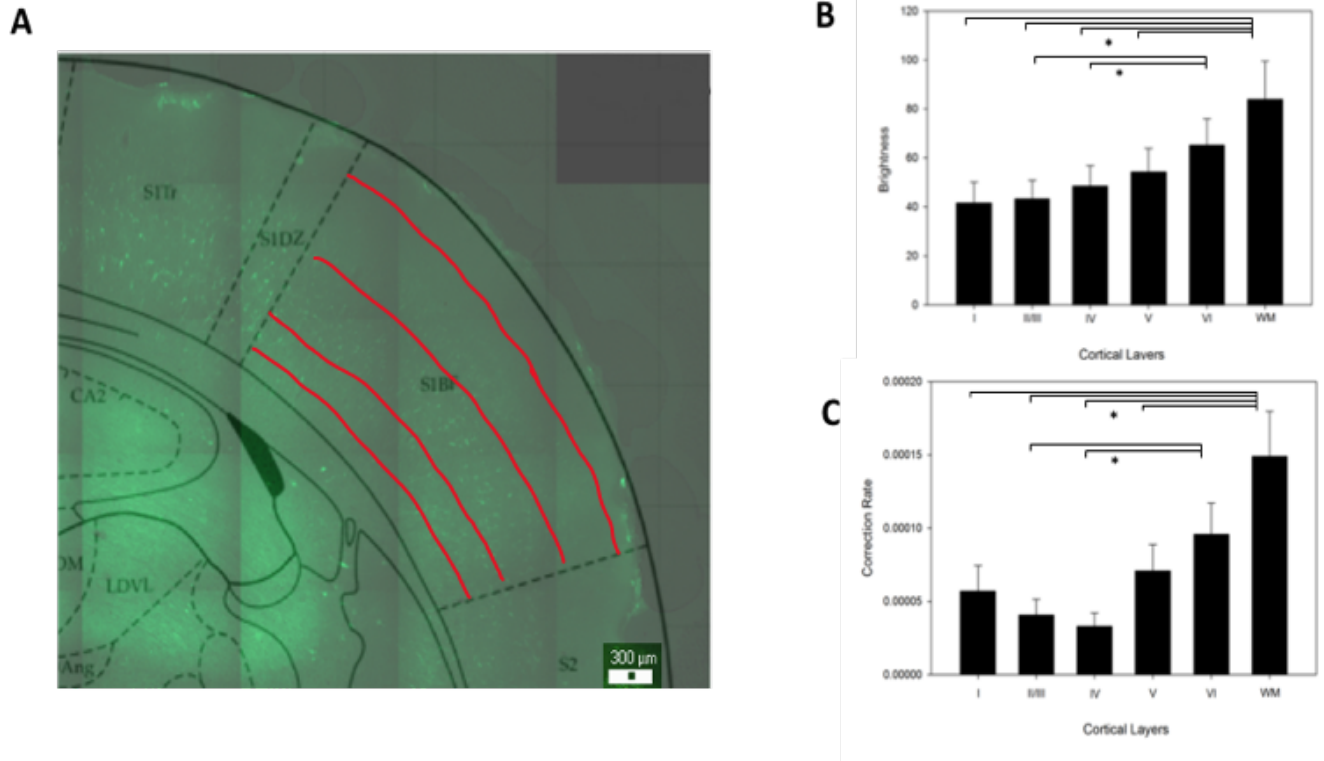 A
S1Tr
S1DZ
S1BF
CA2
DM
LDVL
Ang
S2
300 µm
B
120
100
80
60
40
20
0
Brightness
*
*
I II/III IV V VI WM
Cortical Layers
C
0.00020
0.00015
0.00010
0.00005
0.00000
Correction Rate
*
*
I II/III IV V VI WM
Cortical Layers